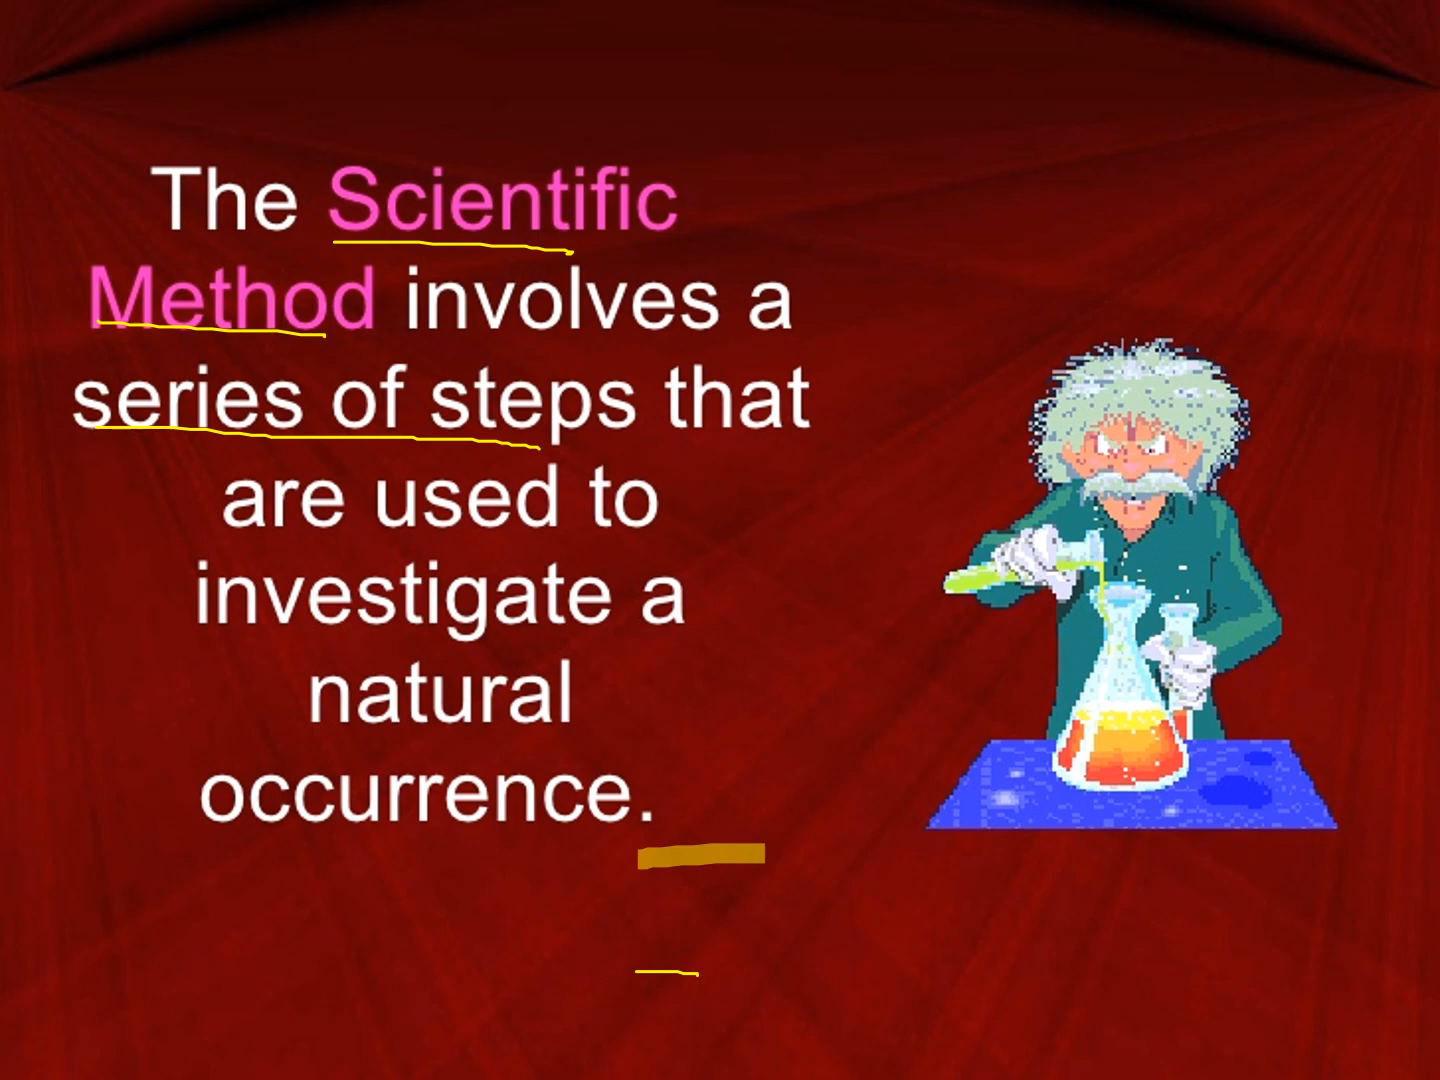 The Scientific
Method involves a
series of steps that
are used to
investigate a
natural
occurrence.